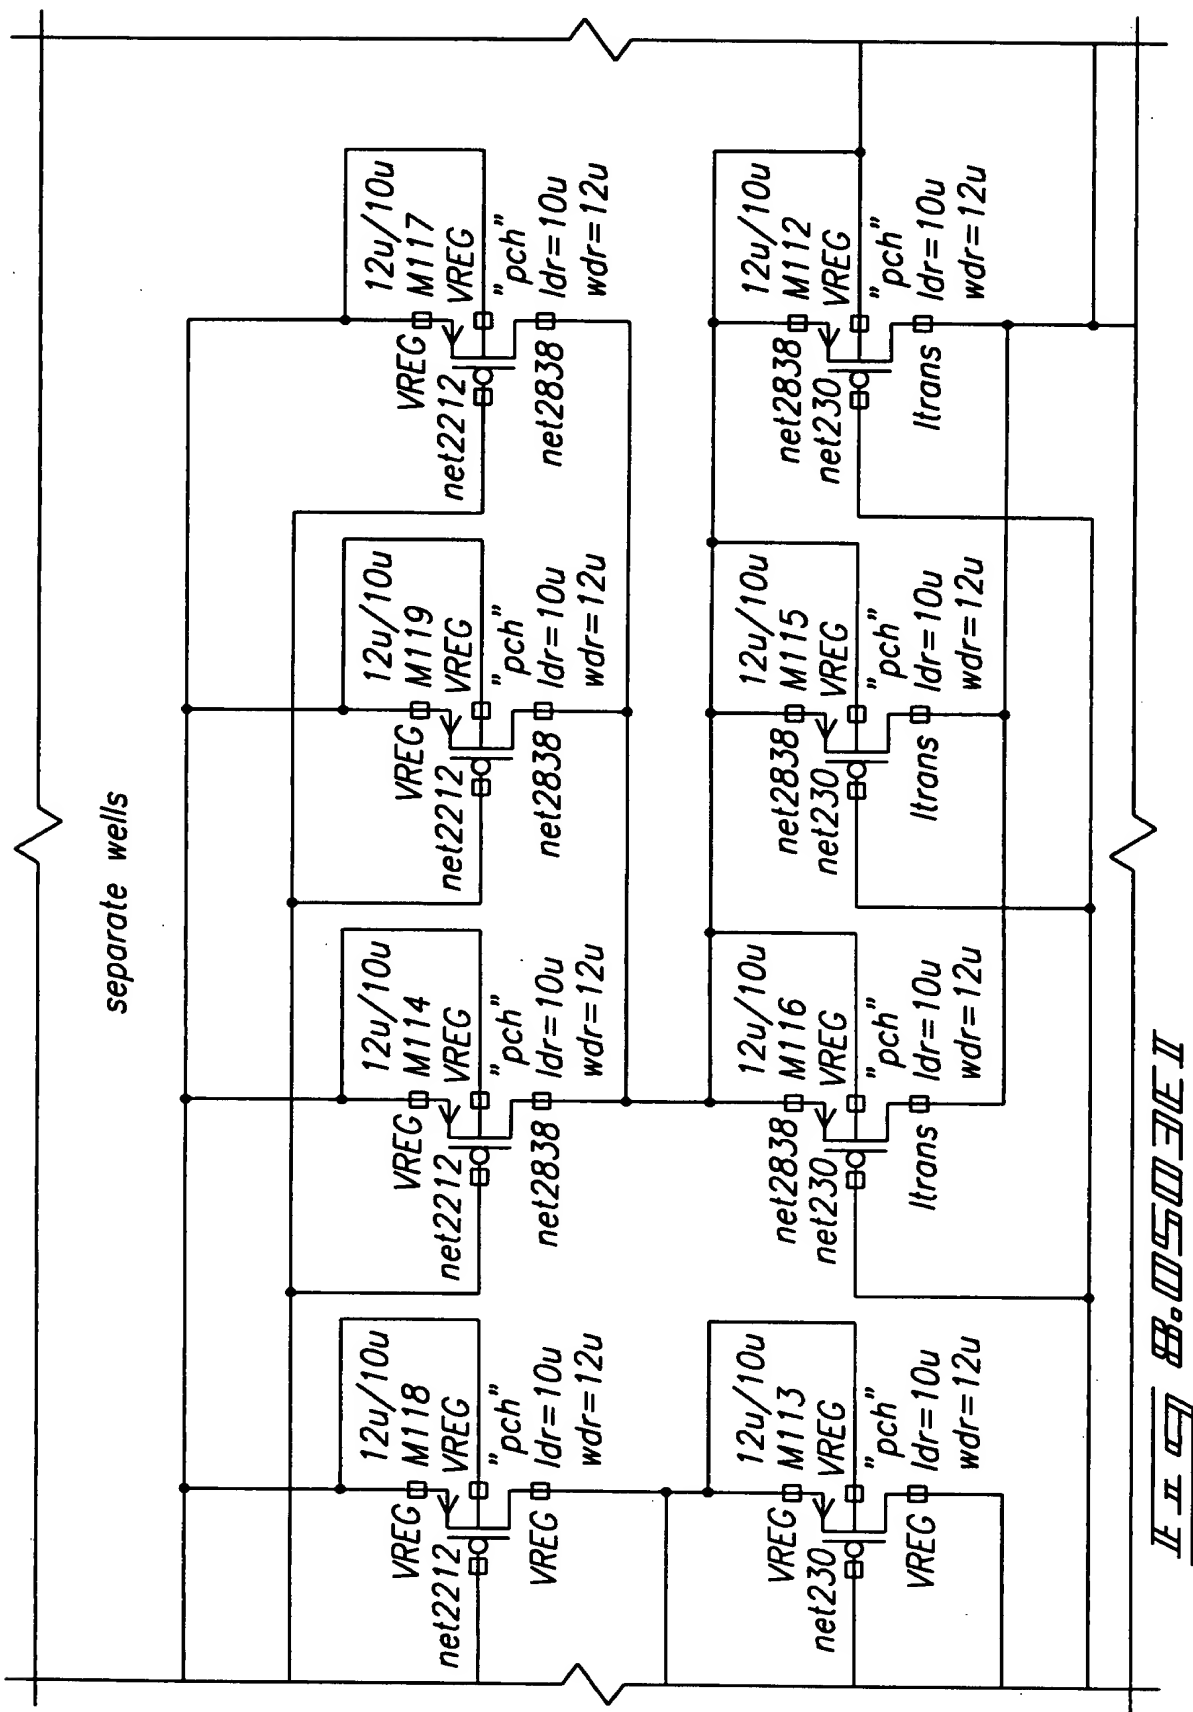 separate wells
12u/10u
M118
VREG
VREG
net2212
"pch"
VREG
ldr=10u
wdr=12u
12u/10u
M114
VREG
VREG
net2212
"pch"
net2838
ldr=10u
wdr=12u
12u/10u
M119
VREG
VREG
net2212
"pch"
net2838
ldr=10u
wdr=12u
12u/10u
M117
VREG
VREG
net2212
"pch"
net2838
ldr=10u
wdr=12u
12u/10u
M113
VREG
VREG
net230
"pch"
VREG
ldr=10u
wdr=12u
12u/10u
M116
net2838
VREG
net230
"pch"
Itrans
ldr=10u
wdr=12u
12u/10u
M115
net2838
VREG
net230
"pch"
Itrans
ldr=10u
wdr=12u
12u/10u
M112
net2838
VREG
net230
"pch"
Itrans
ldr=10u
wdr=12u
FIG 8.0503EII